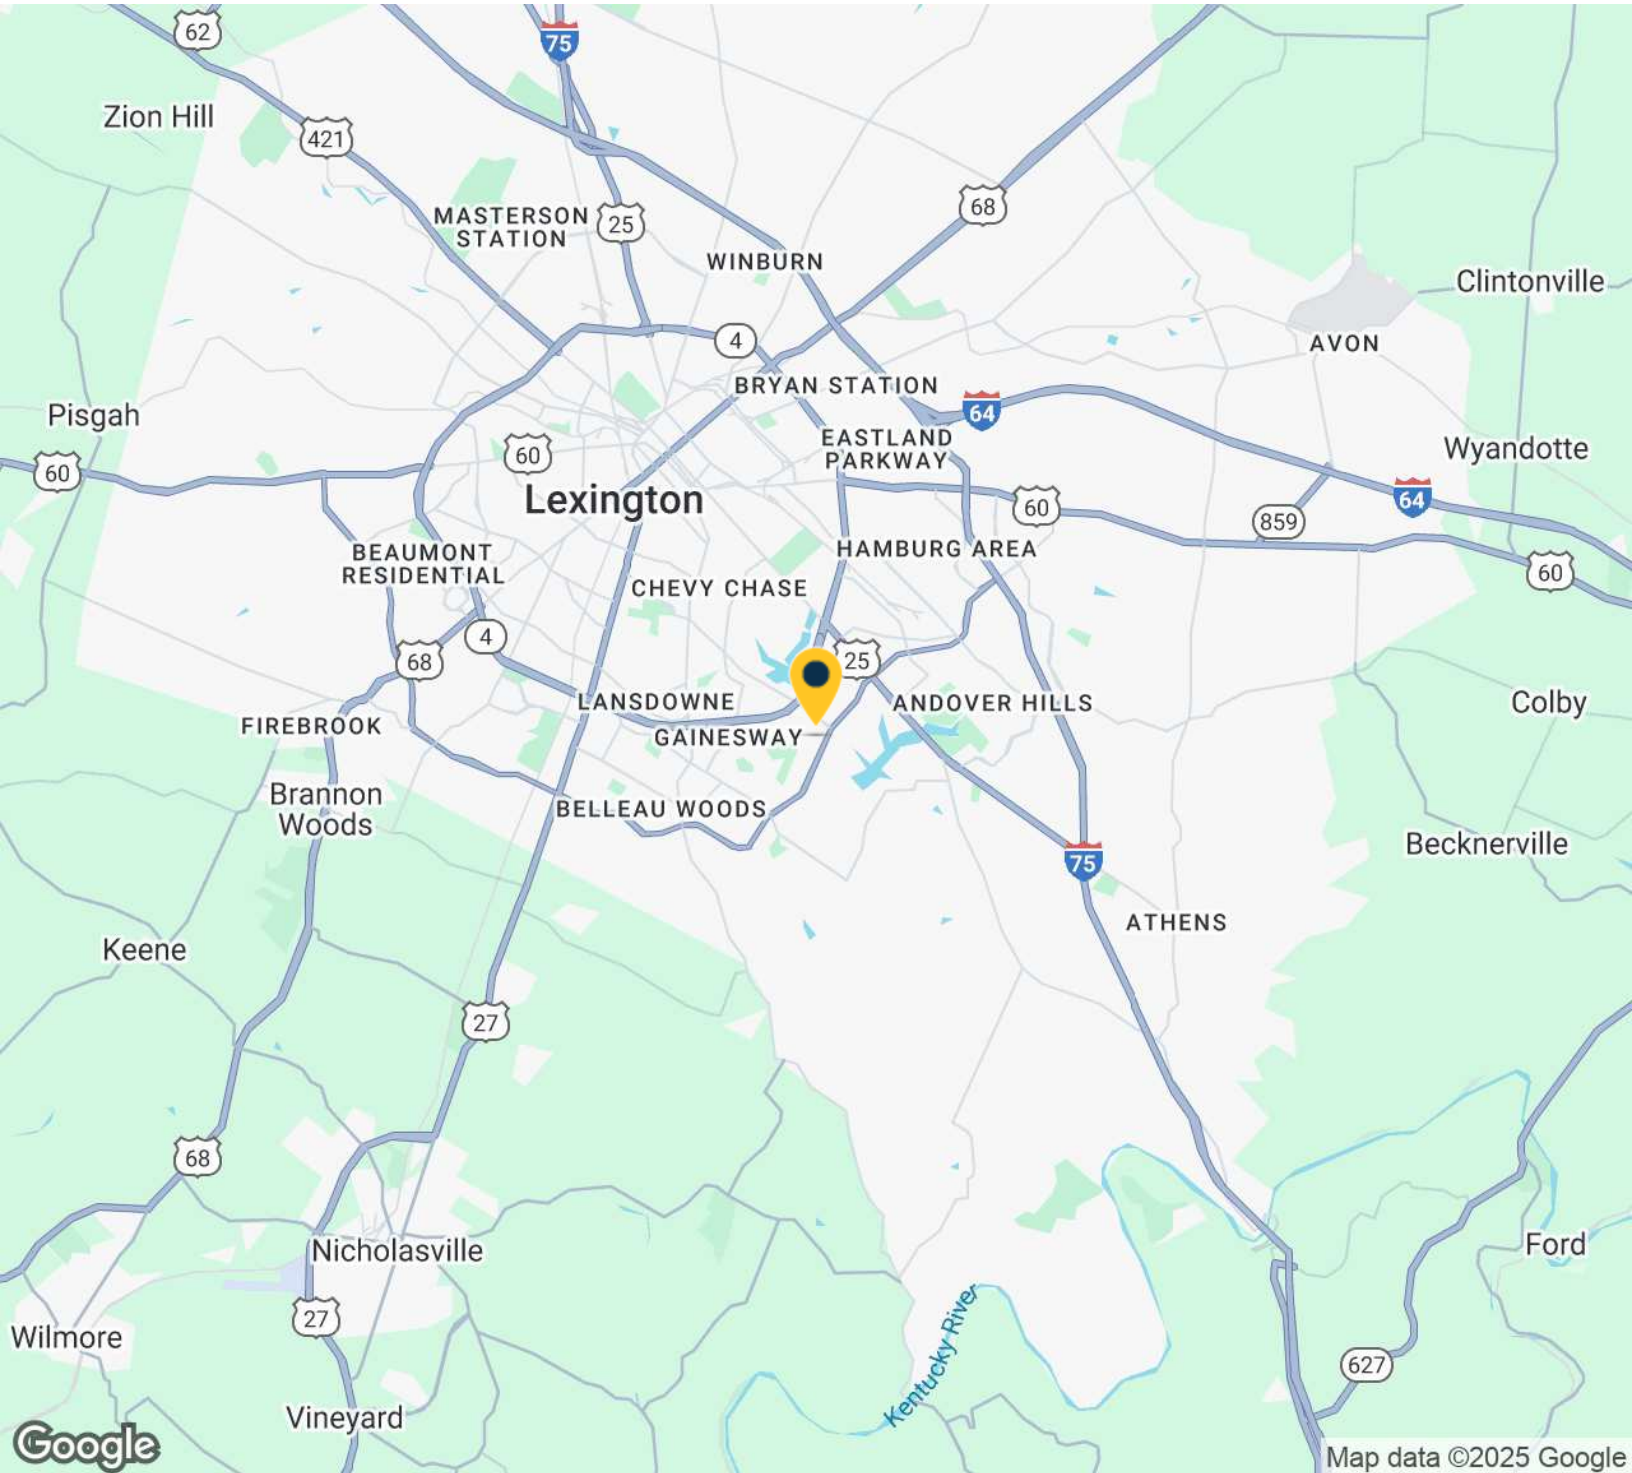 62
75
Zion Hill
421
68
MASTERSON
STATION
25
WINBURN
Clintonville
4
AVON
BRYAN STATION
64
Pisgah
EASTLAND
PARKWAY
60
60
Wyandotte
Lexington
60
64
859
HAMBURG AREA
BEAUMONT
RESIDENTIAL
60
CHEVY CHASE
4
68
25
LANSDOWNE
ANDOVER HILLS
Colby
FIREBROOK
GAINESWAY
Brannon
Woods
BELLEAU WOODS
Becknerville
75
ATHENS
Keene
27
68
Nicholasville
Ford
27
Wilmore
Kentucky River
627
Vineyard
Google
Map data ©2025 Google